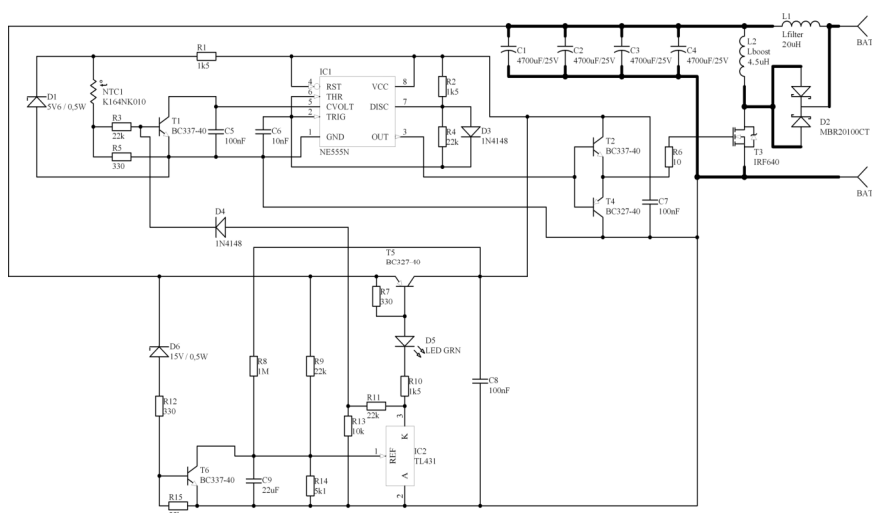 L1
Lfilter
20uH
BAT
C1
4700uF/25V
C2
4700uF/25V
C3
4700uF/25V
C4
4700uF/25V
L2
Lboost
4.5uH
R1
1k5
IC1
4
RST
6
THR
5
CVOLT
2
TRIG
1
GND
VCC
8
DISC
7
OUT
3
NE555N
R2
1k5
R4
22k
D3
1N4148
D1
5V6 / 0,5W
NTC1
K164NK010
R3
22k
R5
330
T1
BC337-40
C5
100nF
C6
10nF
T2
BC337-40
T4
BC327-40
R6
10
C7
100nF
D2
MBR20100CT
T3
IRF640
BAT
D4
1N4148
T5
BC327-40
R7
330
D5
LED GRN
D6
15V / 0,5W
R8
1M
R9
22k
R10
1k5
C8
100nF
R11
22k
R12
330
R13
10k
3
K
REF
A
1
2
IC2
TL431
T6
BC337-40
C9
22uF
R14
5k1
R15